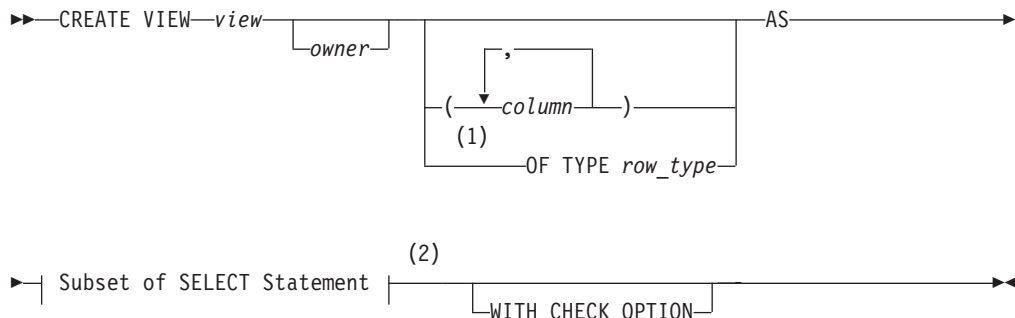 CREATE VIEW view AS
owner
,
( column )
(1)
OF TYPE row_type
(2)
Subset of SELECT Statement
WITH CHECK OPTION